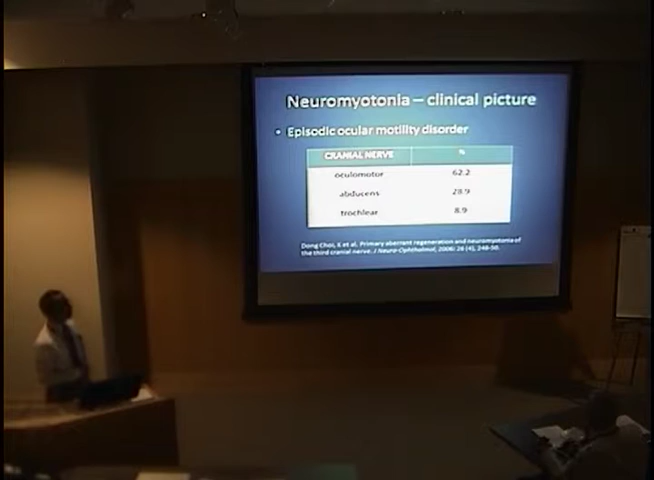 Neuromyotonia – clinical picture
• Episodic ocular motility disorder
CRANIAL NERVE %
oculomotor 62.2
abducens 28.9
trochlear 8.9
Dong Choi, K et al. Primary aberrant regeneration and neuromyotonia of
the third cranial nerve. J Neuro-Ophthalmol, 2006: 26 (4), 248-50.